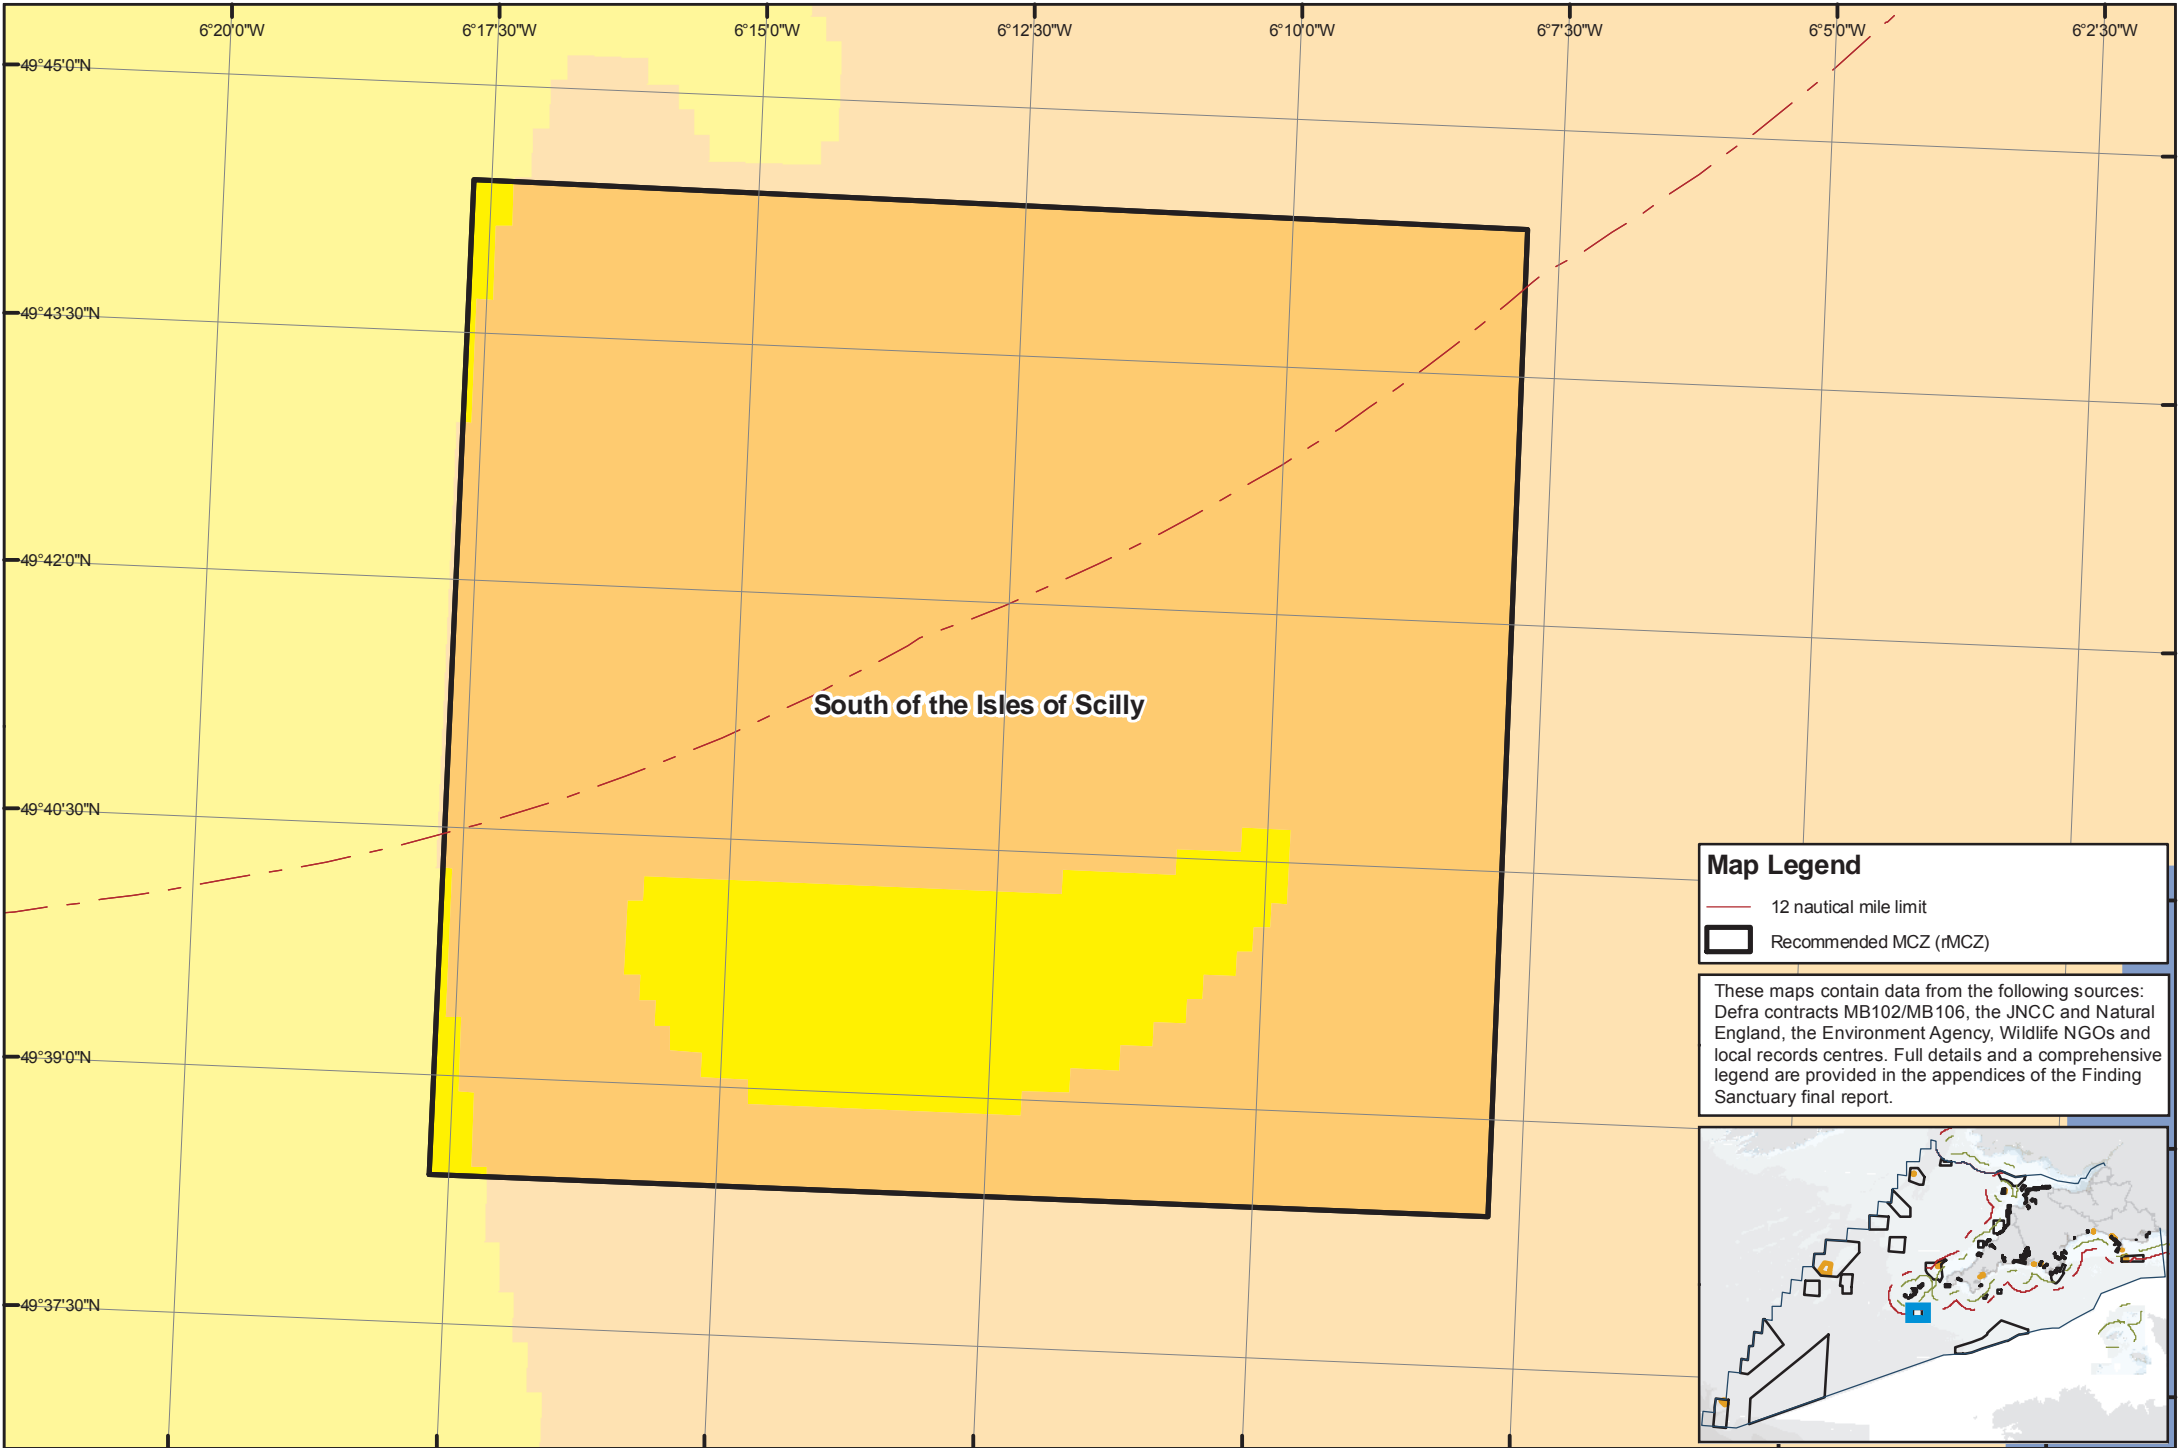 6°20'0"W 6°17'30"W 6°15'0"W 6°12'30"W 6°10'0"W 6°7'30"W 6°5'0"W 6°2'30"W
49°45'0"N
49°43'30"N
49°42'0"N
South of the Isles of Scilly
49°40'30"N
49°39'0"N
49°37'30"N
Map Legend
12 nautical mile limit
Recommended MCZ (rMCZ)
These maps contain data from the following sources:
Defra contracts MB102/MB106, the JNCC and Natural
England, the Environment Agency, Wildlife NGOs and
local records centres. Full details and a comprehensive
legend are provided in the appendices of the Finding
Sanctuary final report.